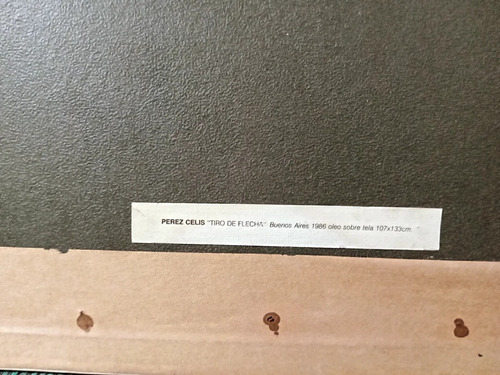 PEREZ CELIS "TIRO DE FLECHA" Buenos Aires 1986 oleo sobre tela 107x133cm.